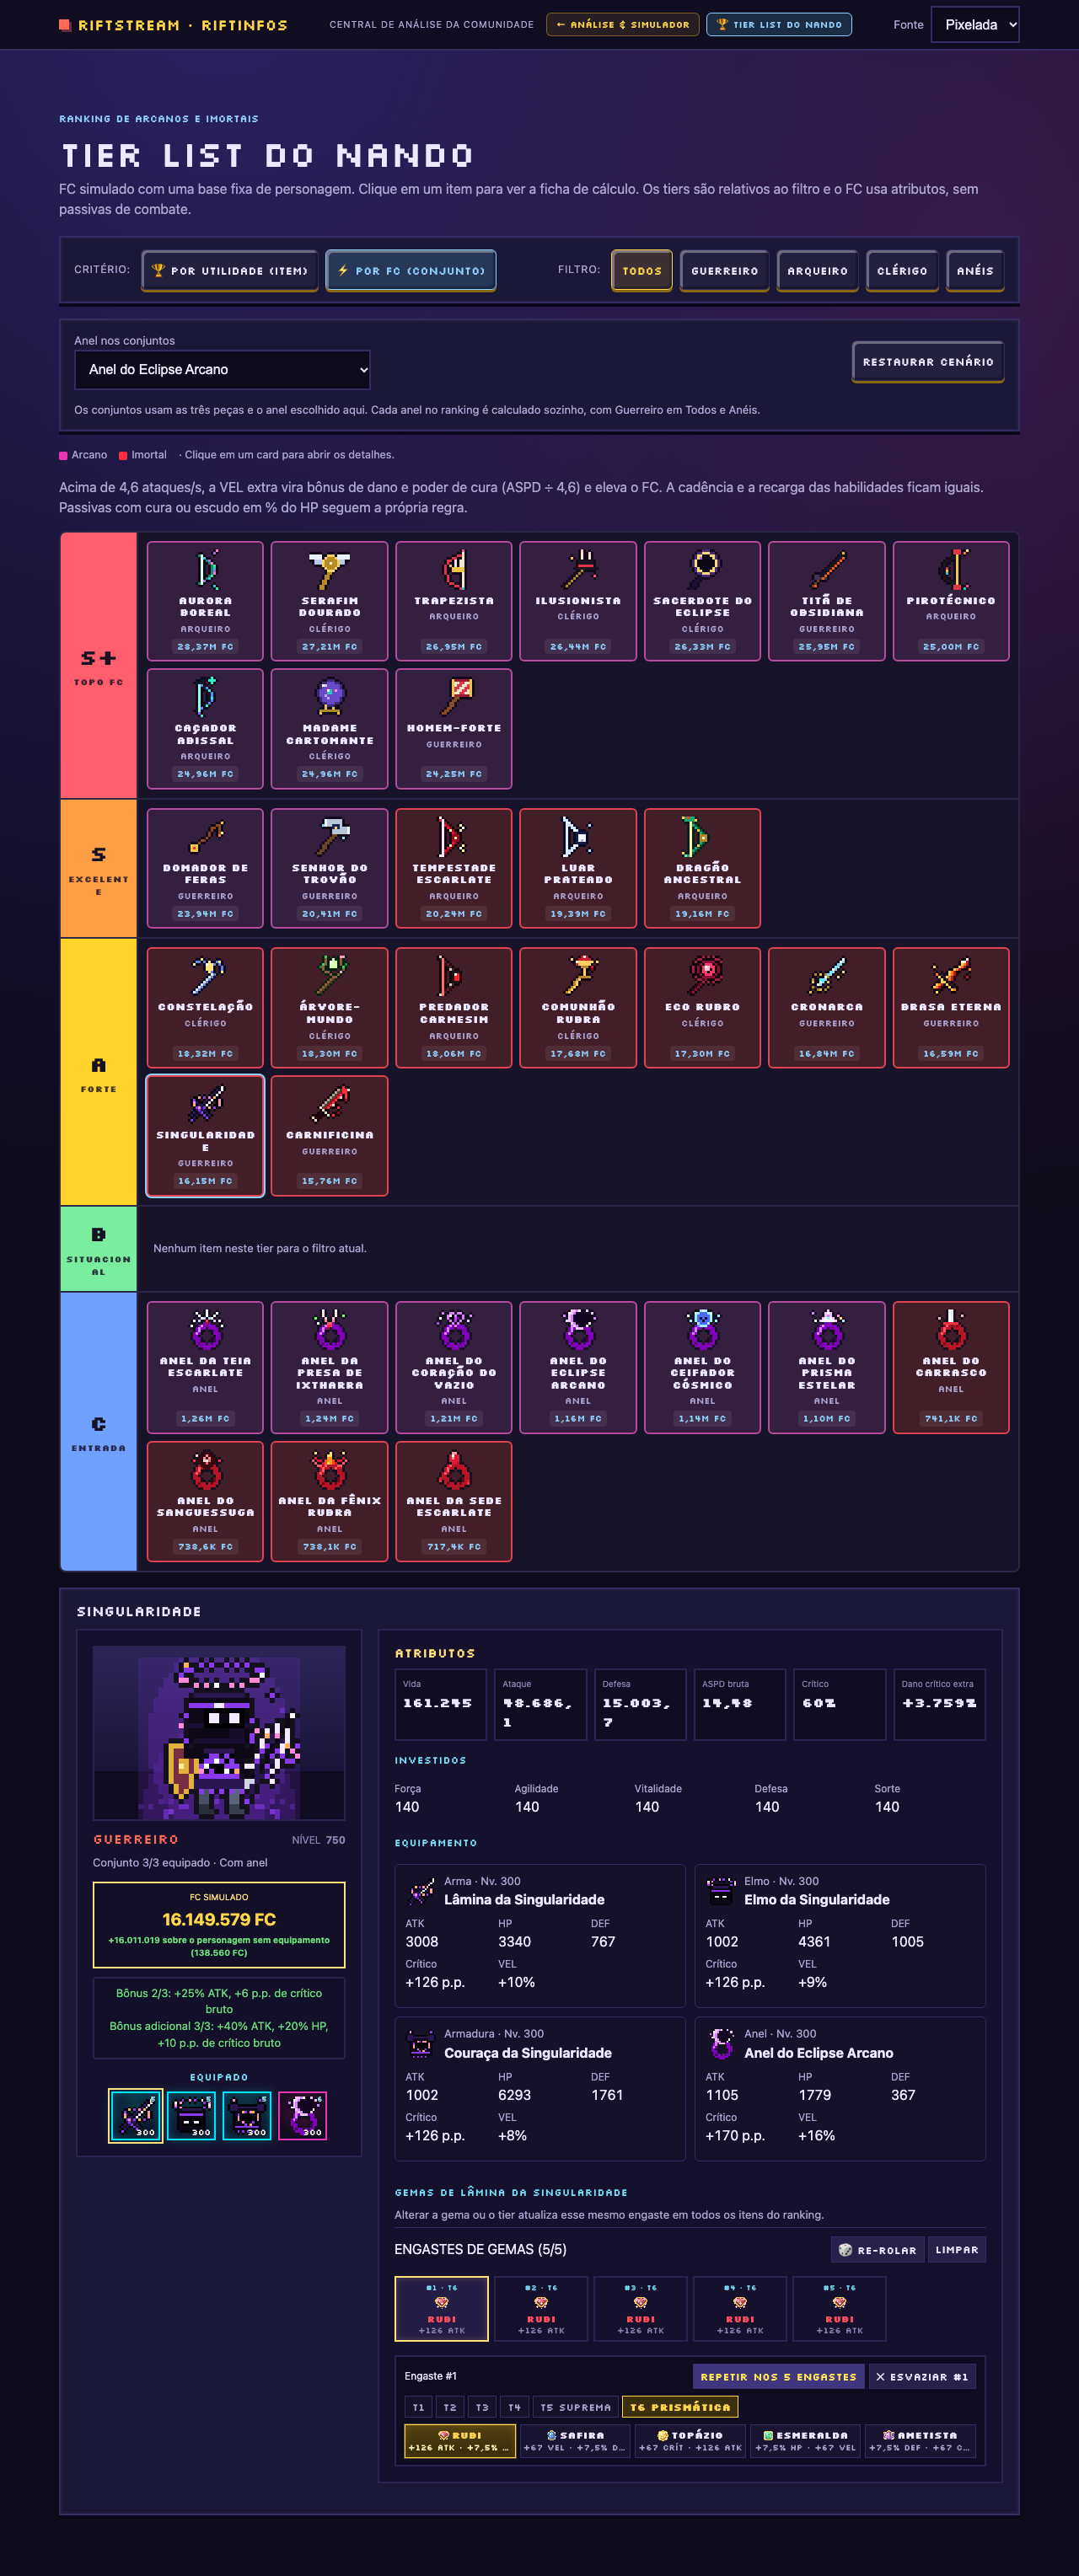 RIFTSTREAM · RIFTINFOS
CENTRAL DE ANÁLISE DA COMUNIDADE
← ANÁLISE & SIMULADOR
🏆 TIER LIST DO NANDO
Fonte
Pixelada
RANKING DE ARCANOS E IMORTAIS
TIER LIST DO NANDO
FC simulado com uma base fixa de personagem. Clique em um item para ver a ficha de cálculo. Os tiers são relativos ao filtro e o FC usa atributos, sem
passivas de combate.
CRITÉRIO:
🏆 POR UTILIDADE (ITEM)
⚡ POR FC (CONJUNTO)
FILTRO:
TODOS
GUERREIRO
ARQUEIRO
CLÉRIGO
ANÉIS
Anel nos conjuntos
Anel do Eclipse Arcano
RESTAURAR CENÁRIO
Os conjuntos usam as três peças e o anel escolhido aqui. Cada anel no ranking é calculado sozinho, com Guerreiro em Todos e Anéis.
Arcano
Imortal
· Clique em um card para abrir os detalhes.
Acima de 4,6 ataques/s, a VEL extra vira bônus de dano e poder de cura (ASPD ÷ 4,6) e eleva o FC. A cadência e a recarga das habilidades ficam iguais.
Passivas com cura ou escudo em % do HP seguem a própria regra.
S+
TOPO FC
AURORA
BOREAL
ARQUEIRO
28,37M FC
SERAFIM
DOURADO
CLÉRIGO
27,21M FC
TRAPEZISTA
ARQUEIRO
26,95M FC
ILUSIONISTA
CLÉRIGO
26,44M FC
SACERDOTE DO
ECLIPSE
CLÉRIGO
26,33M FC
TITÃ DE
OBSIDIANA
GUERREIRO
25,95M FC
PIROTÉCNICO
ARQUEIRO
25,00M FC
CAÇADOR
ABISSAL
ARQUEIRO
24,96M FC
MADAME
CARTOMANTE
CLÉRIGO
24,96M FC
HOMEM-FORTE
GUERREIRO
24,25M FC
S
EXCELENT
E
DOMADOR DE
FERAS
GUERREIRO
23,94M FC
SENHOR DO
TROVÃO
GUERREIRO
20,41M FC
TEMPESTADE
ESCARLATE
ARQUEIRO
20,24M FC
LUAR
PRATEADO
ARQUEIRO
19,39M FC
DRAGÃO
ANCESTRAL
ARQUEIRO
19,16M FC
A
FORTE
CONSTELAÇÃO
CLÉRIGO
18,32M FC
ÁRVORE-
MUNDO
CLÉRIGO
18,30M FC
PREDADOR
CARMESIM
ARQUEIRO
18,06M FC
COMUNHÃO
RUBRA
CLÉRIGO
17,68M FC
ECO RUBRO
CLÉRIGO
17,30M FC
CRONARCA
GUERREIRO
16,84M FC
BRASA ETERNA
GUERREIRO
16,59M FC
SINGULARIDAD
E
GUERREIRO
16,15M FC
CARNIFICINA
GUERREIRO
15,76M FC
B
SITUACION
AL
Nenhum item neste tier para o filtro atual.
C
ENTRADA
ANEL DA TEIA
ESCARLATE
ANEL
1,26M FC
ANEL DA
PRESA DE
IXTHARRA
ANEL
1,24M FC
ANEL DO
CORAÇÃO DO
VAZIO
ANEL
1,21M FC
ANEL DO
ECLIPSE
ARCANO
ANEL
1,16M FC
ANEL DO
CEIFADOR
CÓSMICO
ANEL
1,14M FC
ANEL DO
PRISMA
ESTELAR
ANEL
1,10M FC
ANEL DO
CARRASCO
ANEL
741,1K FC
ANEL DO
SANGUESSUGA
ANEL
738,6K FC
ANEL DA FÊNIX
RUBRA
ANEL
738,1K FC
ANEL DA SEDE
ESCARLATE
ANEL
717,4K FC
SINGULARIDADE
GUERREIRO
NÍVEL 750
Conjunto 3/3 equipado · Com anel
FC SIMULADO
16.149.579 FC
+16.011.019 sobre o personagem sem equipamento
(138.560 FC)
Bônus 2/3: +25% ATK, +6 p.p. de crítico
bruto
Bônus adicional 3/3: +40% ATK, +20% HP,
+10 p.p. de crítico bruto
EQUIPADO
300
300
300
300
ATRIBUTOS
Vida
161.245
Ataque
48.686,
1
Defesa
15.003,
7
ASPD bruta
14,48
Crítico
60%
Dano crítico extra
+3.759%
INVESTIDOS
Força
140
Agilidade
140
Vitalidade
140
Defesa
140
Sorte
140
EQUIPAMENTO
Arma · Nv. 300
Lâmina da Singularidade
ATK
3008
HP
3340
DEF
767
Crítico
+126 p.p.
VEL
+10%
Elmo · Nv. 300
Elmo da Singularidade
ATK
1002
HP
4361
DEF
1005
Crítico
+126 p.p.
VEL
+9%
Armadura · Nv. 300
Couraça da Singularidade
ATK
1002
HP
6293
DEF
1761
Crítico
+126 p.p.
VEL
+8%
Anel · Nv. 300
Anel do Eclipse Arcano
ATK
1105
HP
1779
DEF
367
Crítico
+170 p.p.
VEL
+16%
GEMAS DE LÂMINA DA SINGULARIDADE
Alterar a gema ou o tier atualiza esse mesmo engaste em todos os itens do ranking.
ENGASTES DE GEMAS (5/5)
🎲 RE-ROLAR
LIMPAR
#1 · T6
RUBI
+126 ATK
#2 · T6
RUBI
+126 ATK
#3 · T6
RUBI
+126 ATK
#4 · T6
RUBI
+126 ATK
#5 · T6
RUBI
+126 ATK
Engaste #1
REPETIR NOS 5 ENGASTES
✕ ESVAZIAR #1
T1
T2
T3
T4
T5 SUPREMA
T6 PRISMÁTICA
RUBI
+126 ATK · +7,5% …
SAFIRA
+67 VEL · +7,5% D…
TOPÁZIO
+67 CRÍT · +126 ATK
ESMERALDA
+7,5% HP · +67 VEL
AMETISTA
+7,5% DEF · +67 C…